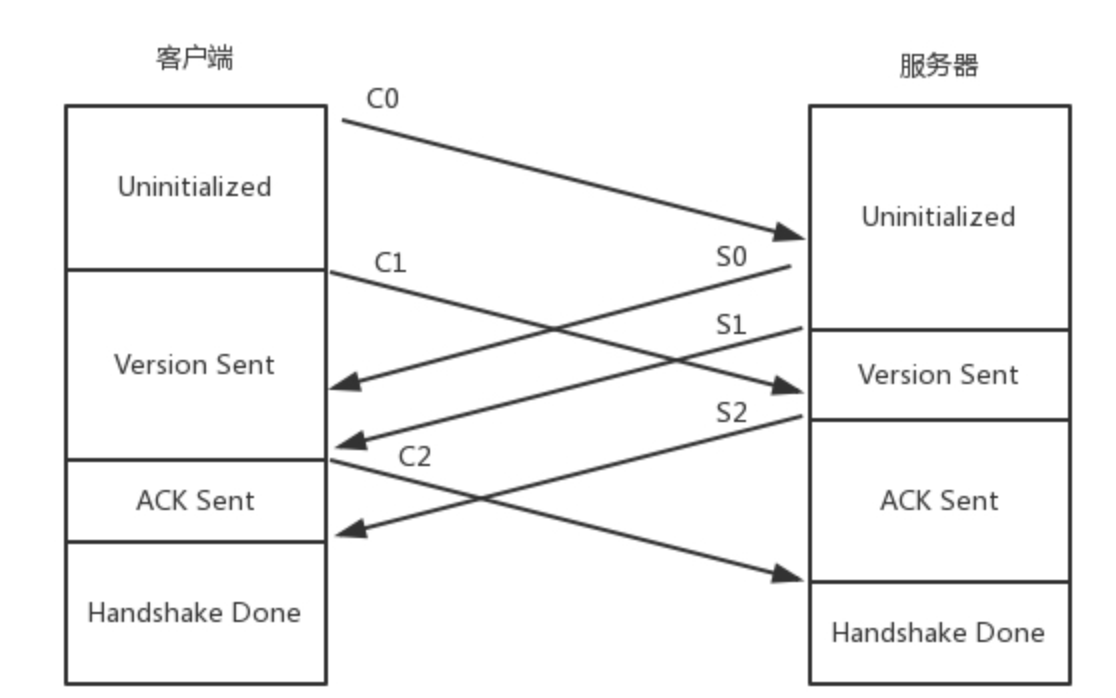 客户端
服务器
C0
Uninitialized
Uninitialized
C1
S0
S1
Version Sent
Version Sent
S2
C2
ACK Sent
ACK Sent
Handshake Done
Handshake Done